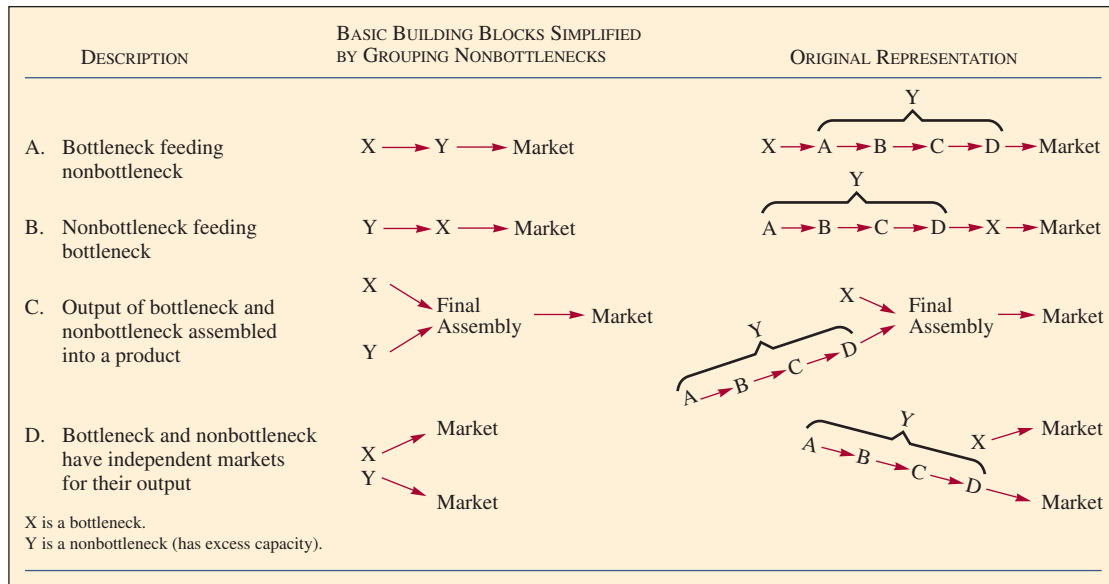 DESCRIPTION
BASIC BUILDING BLOCKS SIMPLIFIED
BY GROUPING NONBOTTLENECKS
ORIGINAL REPRESENTATION
A. Bottleneck feeding
nonbottleneck
X Y Market
Y
X A B C D Market
B. Nonbottleneck feeding
bottleneck
Y X Market
Y
A B C D X Market
C. Output of bottleneck and
nonbottleneck assembled
into a product
X
Final
Assembly
Market
Y
X
Final
Assembly
Market
Y
A B C D
D. Bottleneck and nonbottleneck
have independent markets
for their output
Market
X
Y
Market
Y
X Market
A B C D
Market
X is a bottleneck.
Y is a nonbottleneck (has excess capacity).